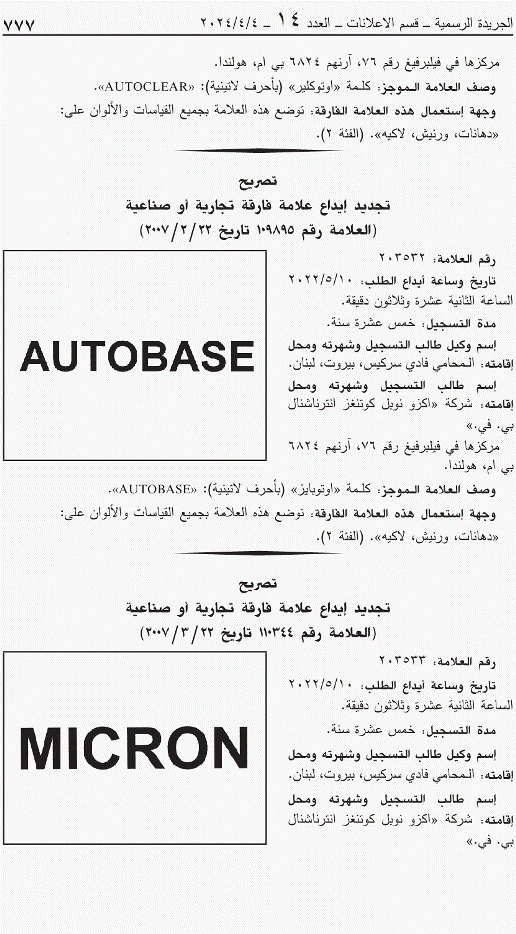 الجريدة الرسمية – قسم الاعلانات – العدد ١٤ – ٢٠٢٤/٤/٤ ٧٧٧
مركزها في فيلبرفيغ رقم ٧٦، آرنهم ٦٨٢٤ بي ام، هولندا.
وصف العلامة الـموجز: كلـمة «اوتوكلير» (بأحرف لاتينية): «AUTOCLEAR».
وجهة إستعمال هذه العلامة الفارقة: توضع هذه العلامة بجميع القياسات والألوان على:
«دهانات، ورنيش، لاكيه». (الفئة ٢).
تصريح
تجديد إيداع علامة فارقة تجارية أو صناعية
(العلامة رقم ١٠٩٨٩٥ تاريخ ٢٠٠٧/٢/٢٣)
رقم العلامة: ٢٠٣٥٣٢
تاريخ وساعة أيداع الطلب: ٢٠٢٢/٥/١٠
الساعة الثانية عشرة وثلاثون دقيقة.
مدة التسجيل: خمس عشرة سنة.
إسم وكيل طالب التسجيل وشهرته ومحل
إقامته: الـمحامي فادي سركيس، بيروت، لبنان.
إسم طالب التسجيل وشهرته ومحل
إقامته: شركة «اكزو نوبل كوتنغز انترناشنال
بي. في.»
مركزها في فيلبرفيغ رقم ٧٦، آرنهم ٦٨٢٤
بي ام، هولندا.
AUTOBASE
وصف العلامة الـموجز: كلـمة «اوتوبايز» (بأحرف لاتينية): «AUTOBASE».
وجهة إستعمال هذه العلامة الفارقة: توضع هذه العلامة بجميع القياسات والألوان على:
«دهانات، ورنيش، لاكيه». (الفئة ٢).
تصريح
تجديد إيداع علامة فارقة تجارية أو صناعية
(العلامة رقم ١١٠٣٤٤ تاريخ ٢٠٠٧/٣/٢٢)
رقم العلامة: ٢٠٣٥٣٣
تاريخ وساعة أيداع الطلب: ٢٠٢٢/٥/١٠
الساعة الثانية عشرة وثلاثون دقيقة.
مدة التسجيل: خمس عشرة سنة.
إسم وكيل طالب التسجيل وشهرته ومحل
إقامته: الـمحامي فادي سركيس، بيروت، لبنان.
إسم طالب التسجيل وشهرته ومحل
إقامته: شركة «اكزو نوبل كوتنغز انترناشنال
بي. في.»
MICRON